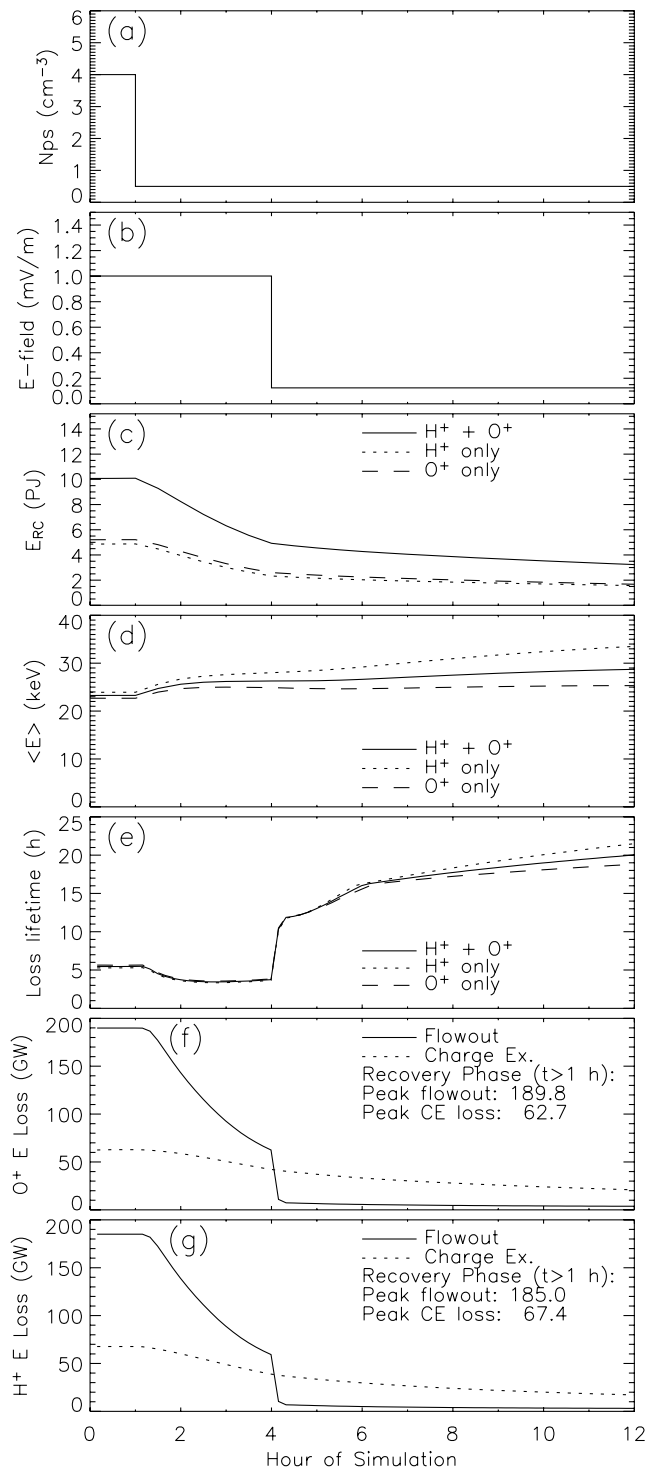 (a)
Nps (cm⁻³)
6
5
4
3
2
1
0
(b)
E-field (mV/m)
1.4
1.2
1.0
0.8
0.6
0.4
0.2
0.0
(c)
E_RC (PJ)
14
12
10
8
6
4
2
0
H⁺ + O⁺
H⁺ only
O⁺ only
(d)
<E> (keV)
40
30
20
10
0
H⁺ + O⁺
H⁺ only
O⁺ only
(e)
Loss lifetime (h)
25
20
15
10
5
0
H⁺ + O⁺
H⁺ only
O⁺ only
(f)
O⁺ E Loss (GW)
200
150
100
50
0
Flowout
Charge Ex.
Recovery Phase (t>1 h):
Peak flowout: 189.8
Peak CE loss: 62.7
(g)
H⁺ E Loss (GW)
200
150
100
50
0
Flowout
Charge Ex.
Recovery Phase (t>1 h):
Peak flowout: 185.0
Peak CE loss: 67.4
0 2 4 6 8 10 12
Hour of Simulation